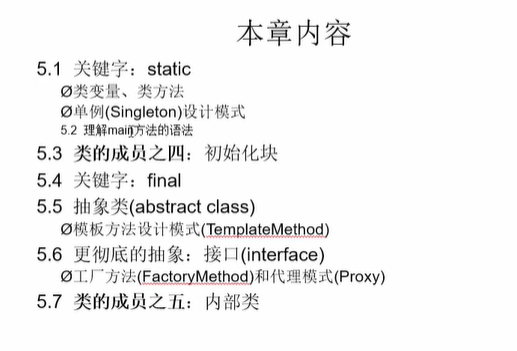 本章内容
5.1 关键字：static
Ø类变量、类方法
Ø单例(Singleton)设计模式
5.2 理解main方法的语法
5.3 类的成员之四：初始化块
5.4 关键字：final
5.5 抽象类(abstract class)
Ø模板方法设计模式(TemplateMethod)
5.6 更彻底的抽象：接口(interface)
Ø工厂方法(FactoryMethod)和代理模式(Proxy)
5.7 类的成员之五：内部类